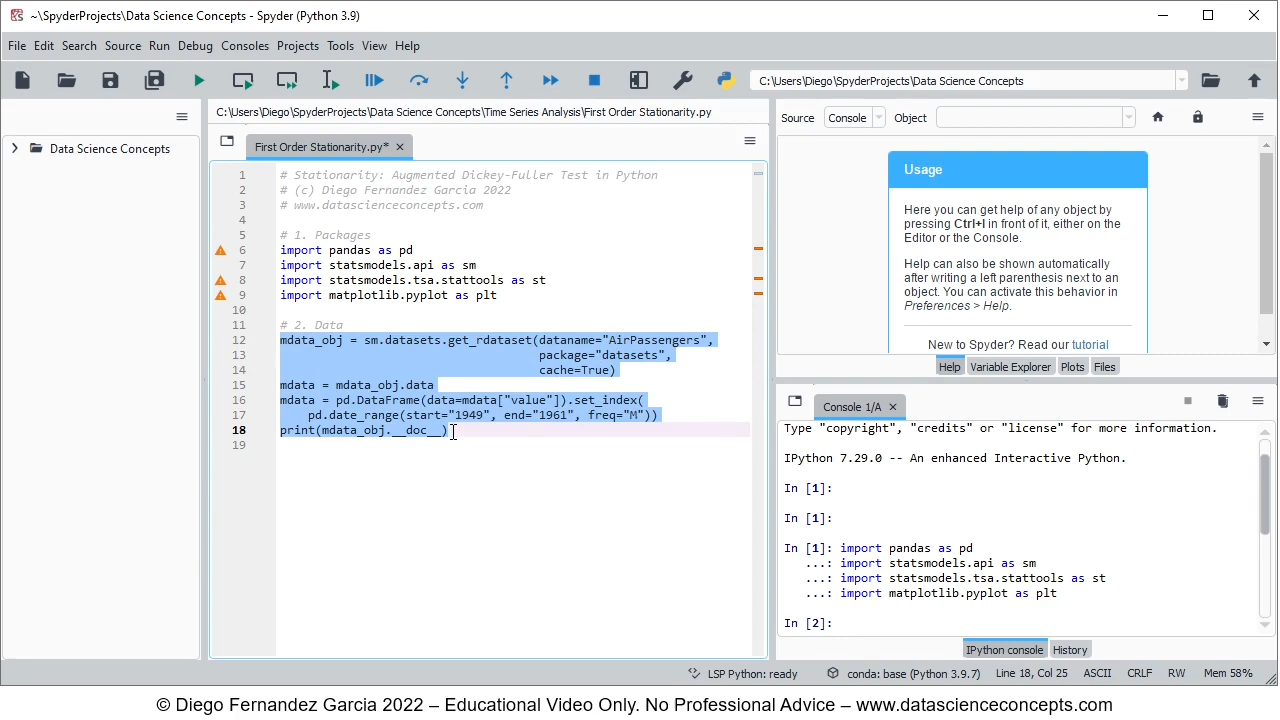 ~\SpyderProjects\Data Science Concepts - Spyder (Python 3.9)
File Edit Search Source Run Debug Consoles Projects Tools View Help
C:\Users\Diego\SpyderProjects\Data Science Concepts
Data Science Concepts
C:\Users\Diego\SpyderProjects\Data Science Concepts\Time Series Analysis\First Order Stationarity.py
First Order Stationarity.py*
1 # Stationarity: Augmented Dickey-Fuller Test in Python
2 # (c) Diego Fernandez Garcia 2022
3 # www.datascienceconcepts.com
4
5 # 1. Packages
6 import pandas as pd
7 import statsmodels.api as sm
8 import statsmodels.tsa.stattools as st
9 import matplotlib.pyplot as plt
10
11 # 2. Data
12 mdata_obj = sm.datasets.get_rdataset(dataname="AirPassengers",
13 package="datasets",
14 cache=True)
15 mdata = mdata_obj.data
16 mdata = pd.DataFrame(data=mdata["value"]).set_index(
17 pd.date_range(start="1949", end="1961", freq="M"))
18 print(mdata_obj.__doc__)
19
Source Console Object
Usage
Here you can get help of any object by
pressing Ctrl+I in front of it, either on the
Editor or the Console.
Help can also be shown automatically
after writing a left parenthesis next to an
object. You can activate this behavior in
Preferences > Help.
New to Spyder? Read our tutorial
Help Variable Explorer Plots Files
Console 1/A
Type "copyright", "credits" or "license" for more information.
IPython 7.29.0 -- An enhanced Interactive Python.
In [1]:
In [1]:
In [1]: import pandas as pd
...: import statsmodels.api as sm
...: import statsmodels.tsa.stattools as st
...: import matplotlib.pyplot as plt
In [2]:
IPython console History
LSP Python: ready conda: base (Python 3.9.7) Line 18, Col 25 ASCII CRLF RW Mem 58%
© Diego Fernandez Garcia 2022 – Educational Video Only. No Professional Advice – www.datascienceconcepts.com